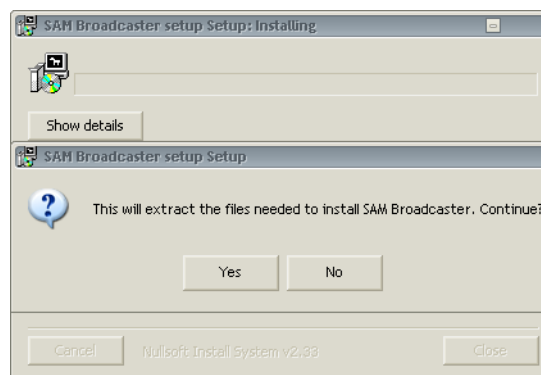 SAM Broadcaster setup Setup: Installing
Show details
SAM Broadcaster setup Setup
This will extract the files needed to install SAM Broadcaster. Continue?
Yes No
Cancel Nullsoft Install System v2.33 Close